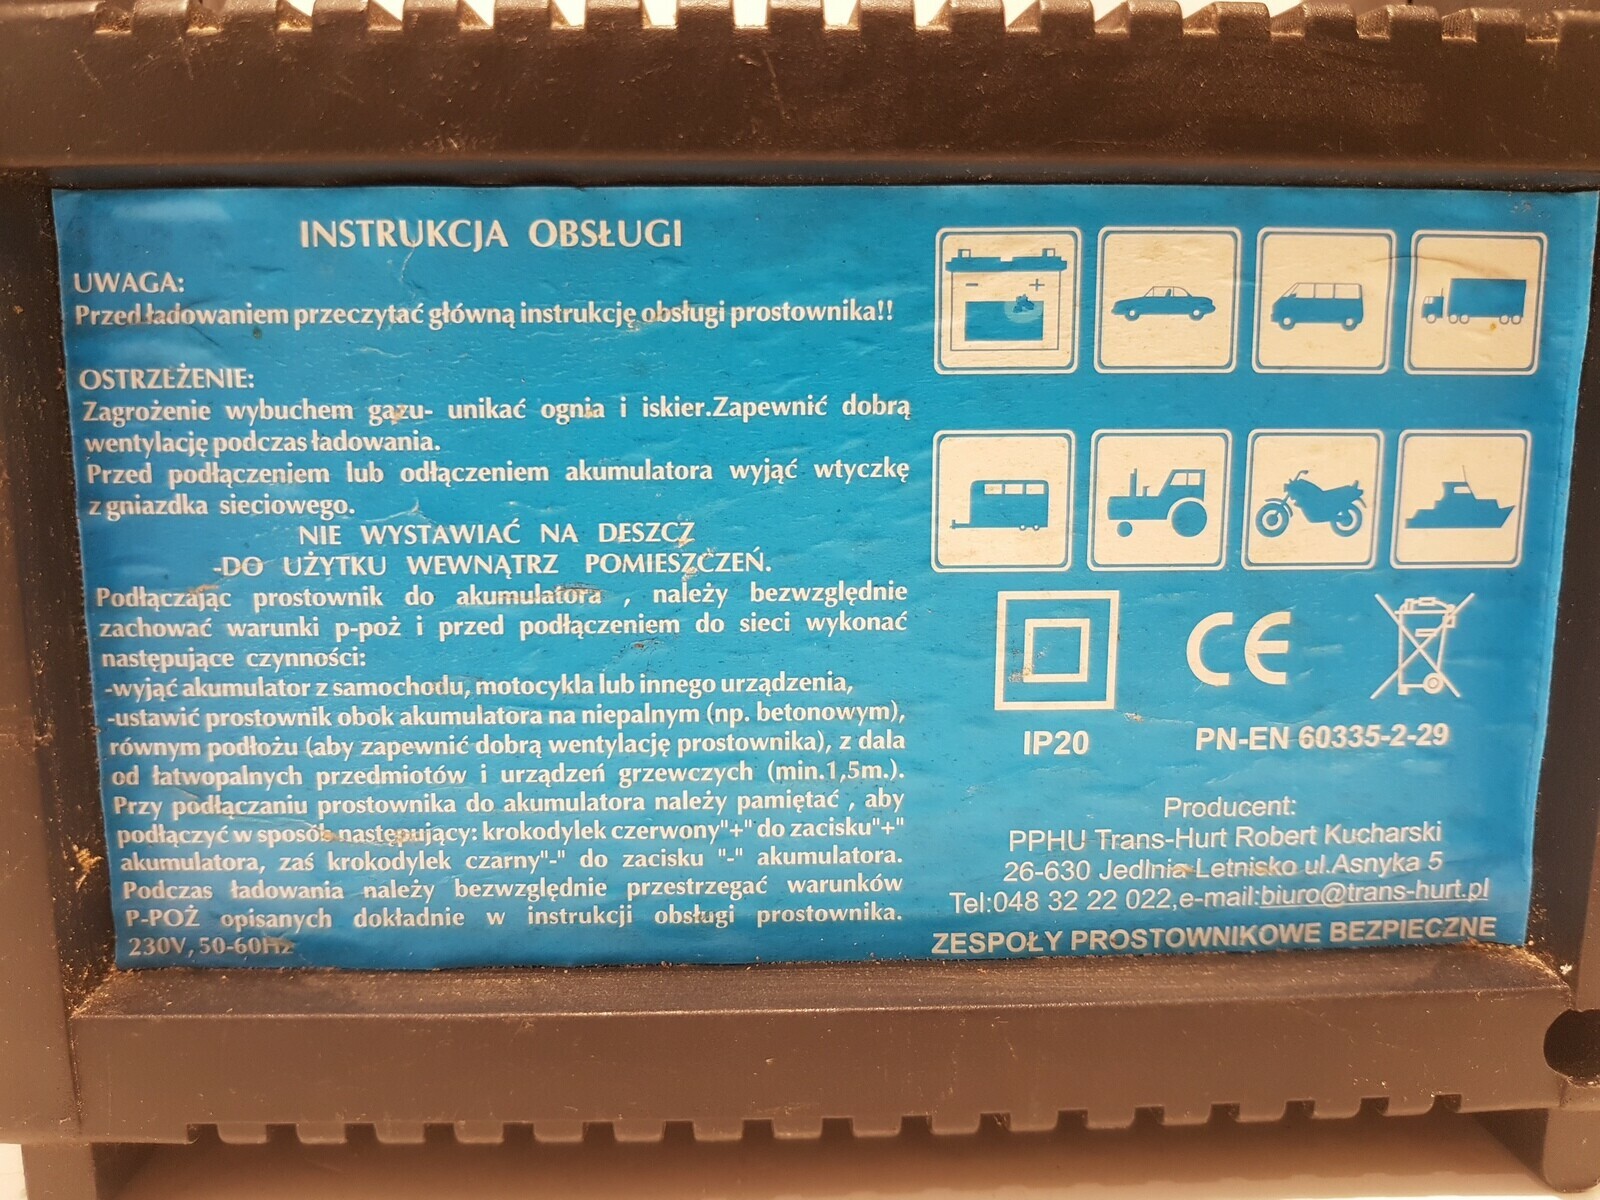 INSTRUKCJA OBSŁUGI
UWAGA:
Przed ładowaniem przeczytać główną instrukcję obsługi prostownika!!
OSTRZEŻENIE:
Zagrożenie wybuchem gazu- unikać ognia i iskier.Zapewnić dobrą
wentylację podczas ładowania.
Przed podłączeniem lub odłączeniem akumulatora wyjąć wtyczkę
z gniazdka sieciowego.
NIE WYSTAWIAĆ NA DESZCZ
-DO UŻYTKU WEWNĄTRZ POMIESZCZEŃ.
Podłączając prostownik do akumulatora , należy bezwzględnie
zachować warunki p-poż i przed podłączeniem do sieci wykonać
następujące czynności:
-wyjąć akumulator z samochodu, motocykla lub innego urządzenia,
-ustawić prostownik obok akumulatora na niepalnym (np. betonowym),
równym podłożu (aby zapewnić dobrą wentylację prostownika), z dala
od łatwopalnych przedmiotów i urządzeń grzewczych (min.1,5m.).
Przy podłączaniu prostownika do akumulatora należy pamiętać , aby
podłączyć w sposób następujący: krokodylek czerwony"+" do zacisku"+"
akumulatora, zaś krokodylek czarny"-" do zacisku "-" akumulatora.
Podczas ładowania należy bezwzględnie przestrzegać warunków
P-POŻ opisanych dokładnie w instrukcji obsługi prostownika.
230V, 50-60Hz
- +
CE
IP20
PN-EN 60335-2-29
Producent:
PPHU Trans-Hurt Robert Kucharski
26-630 Jedlnia-Letnisko ul.Asnyka 5
Tel:048 32 22 022,e-mail:biuro@trans-hurt.pl
ZESPOŁY PROSTOWNIKOWE BEZPIECZNE